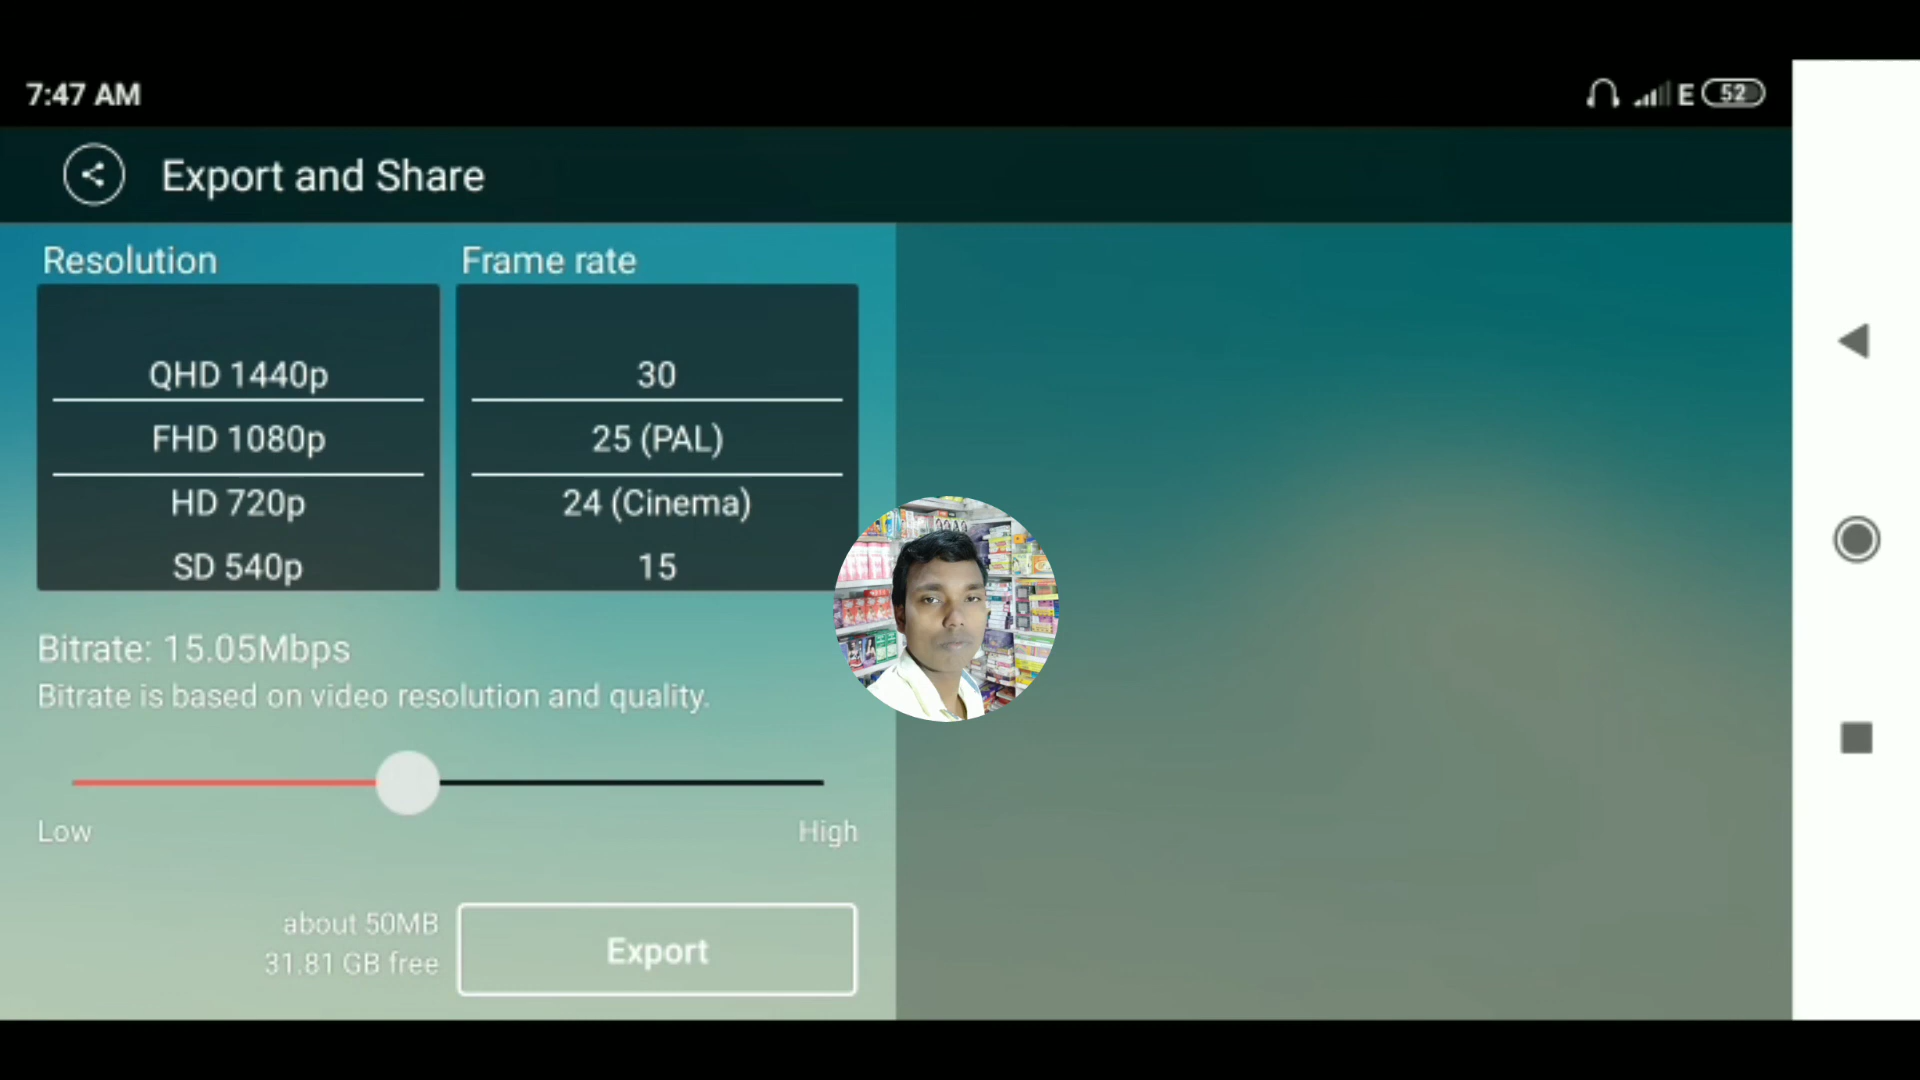 7:47 AM
E 52
Export and Share
Resolution
Frame rate
QHD 1440p
FHD 1080p
HD 720p
SD 540p
30
25 (PAL)
24 (Cinema)
15
Bitrate: 15.05Mbps
Bitrate is based on video resolution and quality.
Low
High
about 50MB
31.81 GB free
Export